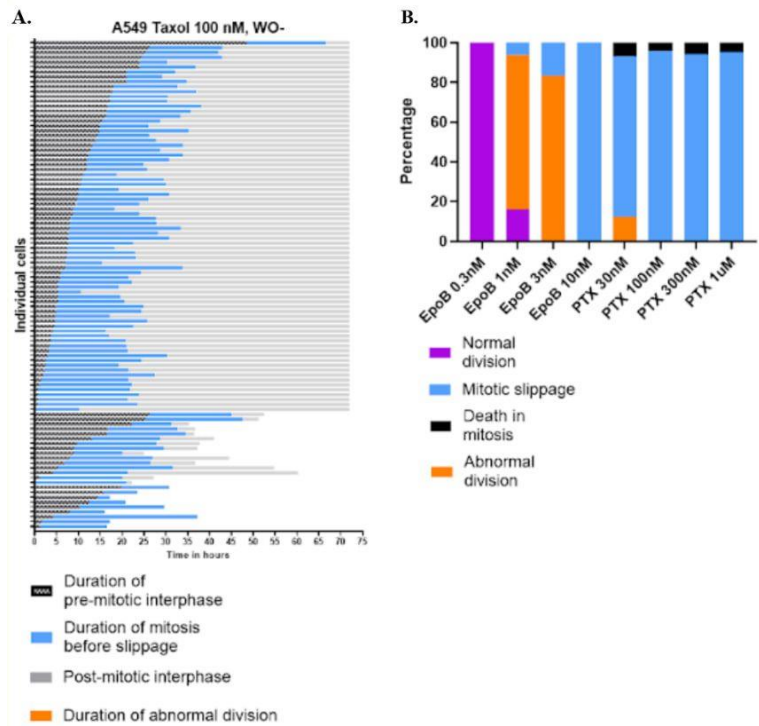 A.
A549 Taxol 100 nM, WO-
Individual cells
0 5 10 15 20 25 30 35 40 45 50 55 60 65 70 75
Time in hours
Duration of
pre-mitotic interphase
Duration of mitosis
before slippage
Post-mitotic interphase
Duration of abnormal division
B.
Percentage
100
80
60
40
20
0
EpoB 0.3nM
EpoB 1nM
EpoB 3nM
EpoB 10nM
PTX 30nM
PTX 100nM
PTX 300nM
PTX 1uM
Normal
division
Mitotic slippage
Death in
mitosis
Abnormal
division